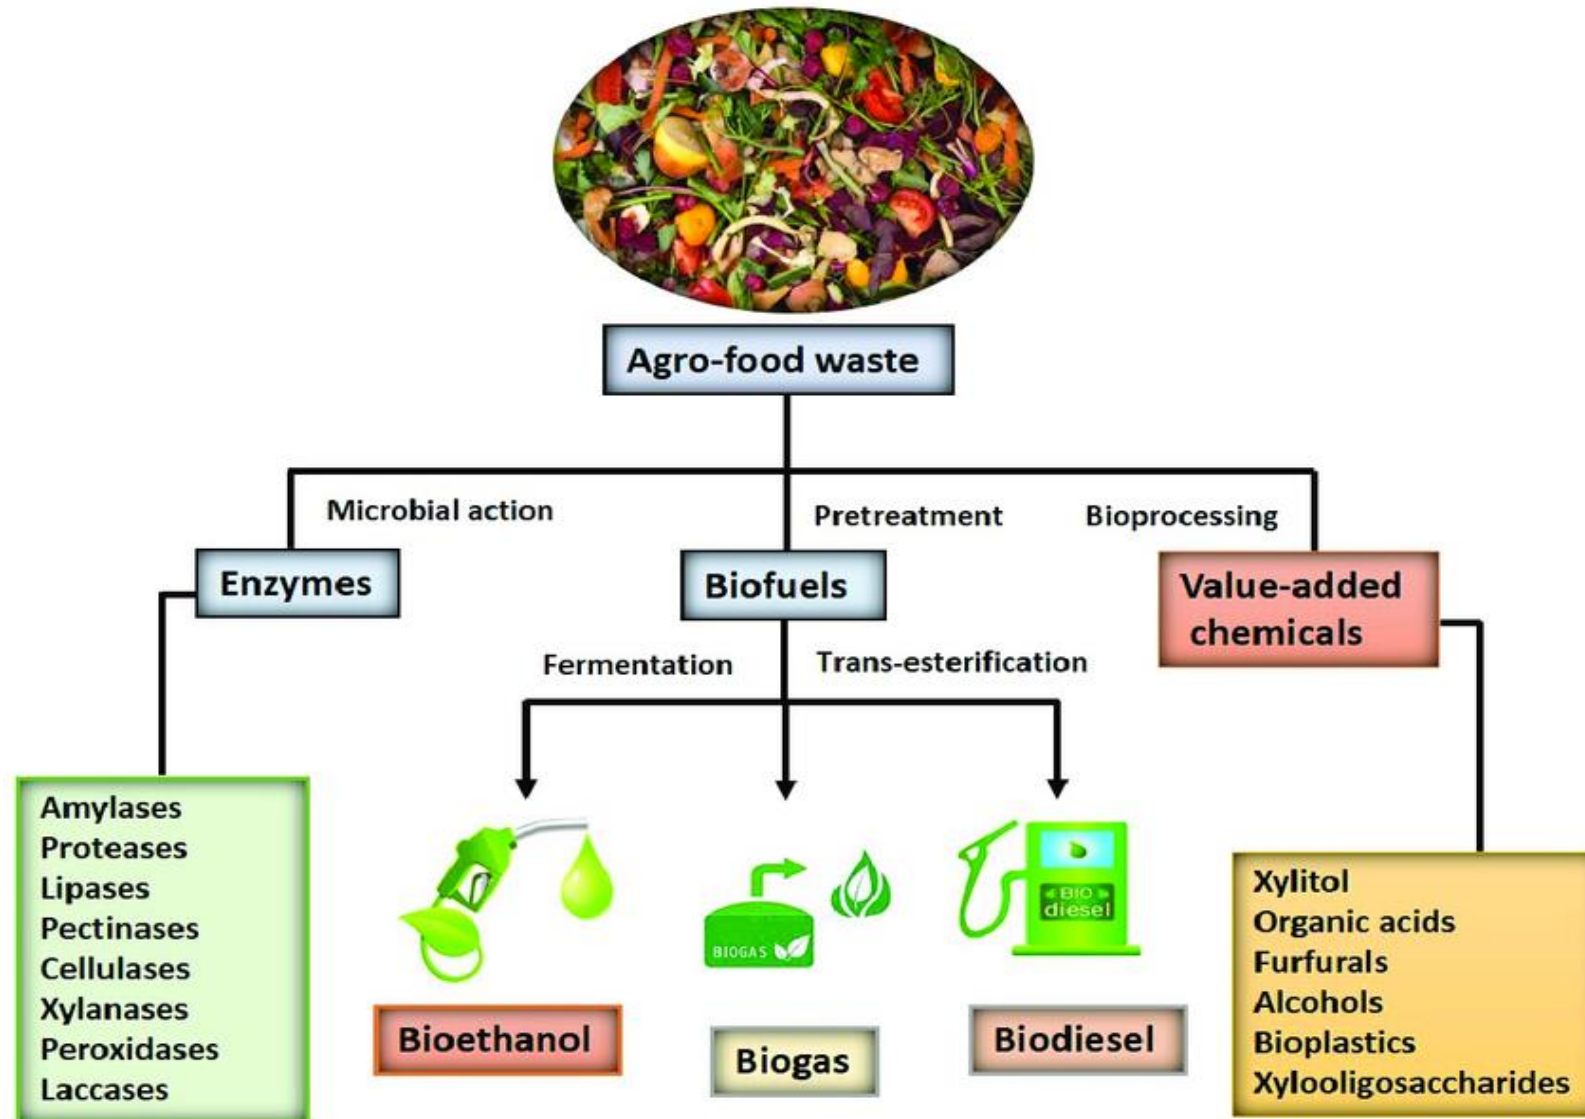 Agro-food waste
Microbial action
Pretreatment
Bioprocessing
Enzymes
Biofuels
Value-added
chemicals
Fermentation
Trans-esterification
Amylases
Proteases
Lipases
Pectinases
Cellulases
Xylanases
Peroxidases
Laccases
BIOGAS
BIO
diesel
Bioethanol
Biogas
Biodiesel
Xylitol
Organic acids
Furfurals
Alcohols
Bioplastics
Xylooligosaccharides